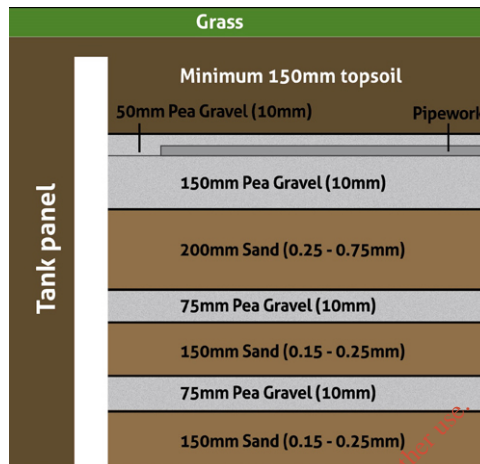 Grass
Minimum 150mm topsoil
50mm Pea Gravel (10mm)
Pipework
150mm Pea Gravel (10mm)
Tank panel
200mm Sand (0.25 - 0.75mm)
75mm Pea Gravel (10mm)
150mm Sand (0.15 - 0.25mm)
75mm Pea Gravel (10mm)
150mm Sand (0.15 - 0.25mm)
use.